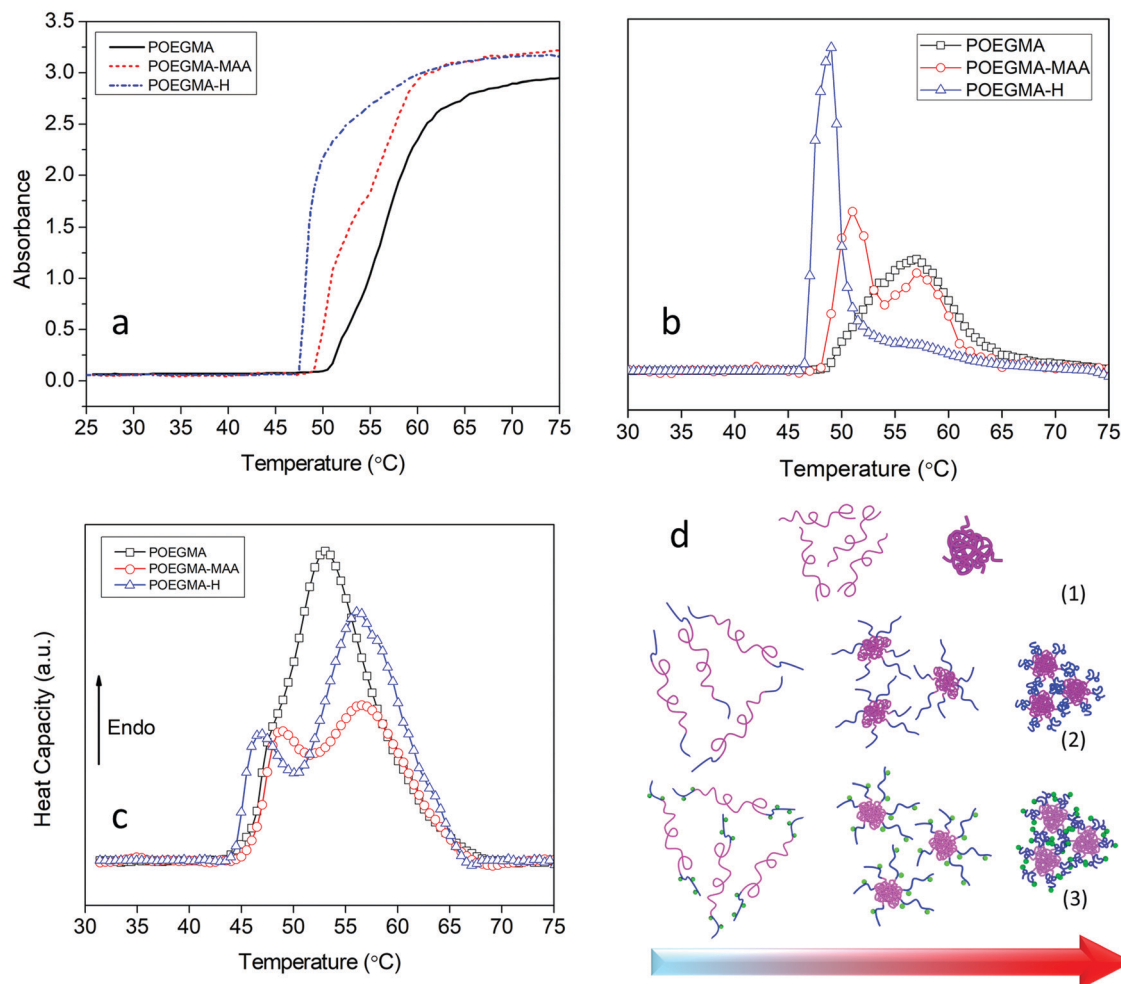 POEGMA
POEGMA-MAA
POEGMA-H
3.5
3.0
2.5
2.0
1.5
1.0
0.5
0.0
Absorbance
a
25 30 35 40 45 50 55 60 65 70 75
Temperature (°C)
POEGMA
POEGMA-MAA
POEGMA-H
b
30 35 40 45 50 55 60 65 70 75
Temperature (°C)
POEGMA
POEGMA-MAA
POEGMA-H
Heat Capacity (a.u.)
Endo
c
30 35 40 45 50 55 60 65 70 75
Temperature (°C)
d
(1)
(2)
(3)